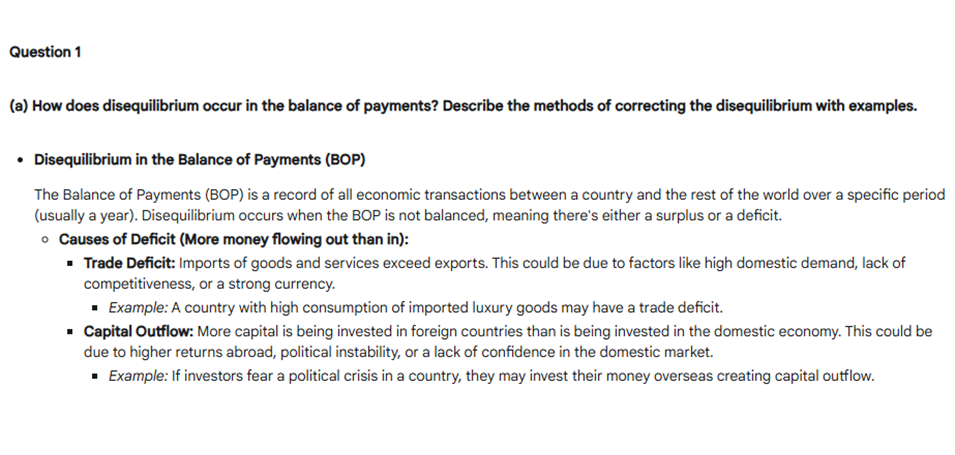 Question 1
(a) How does disequilibrium occur in the balance of payments? Describe the methods of correcting the disequilibrium with examples.
• Disequilibrium in the Balance of Payments (BOP)
The Balance of Payments (BOP) is a record of all economic transactions between a country and the rest of the world over a specific period
(usually a year). Disequilibrium occurs when the BOP is not balanced, meaning there's either a surplus or a deficit.
○ Causes of Deficit (More money flowing out than in):
▪ Trade Deficit: Imports of goods and services exceed exports. This could be due to factors like high domestic demand, lack of
competitiveness, or a strong currency.
▪ Example: A country with high consumption of imported luxury goods may have a trade deficit.
▪ Capital Outflow: More capital is being invested in foreign countries than is being invested in the domestic economy. This could be
due to higher returns abroad, political instability, or a lack of confidence in the domestic market.
▪ Example: If investors fear a political crisis in a country, they may invest their money overseas creating capital outflow.